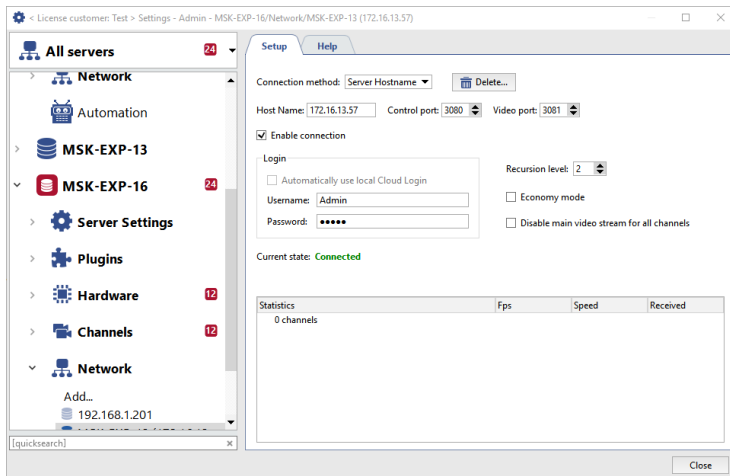 < License customer: Test > Settings - Admin - MSK-EXP-16/Network/MSK-EXP-13 (172.16.13.57)
All servers 24
Network
Automation
MSK-EXP-13
MSK-EXP-16 24
Server Settings
Plugins
Hardware 12
Channels 12
Network
Add...
192.168.1.201
[quicksearch]
Setup Help
Connection method: Server Hostname Delete...
Host Name: 172.16.13.57 Control port: 3080 Video port: 3081
Enable connection
Login
Automatically use local Cloud Login
Username: Admin
Password: •••••
Recursion level: 2
Economy mode
Disable main video stream for all channels
Current state: Connected
Statistics Fps Speed Received
0 channels
Close